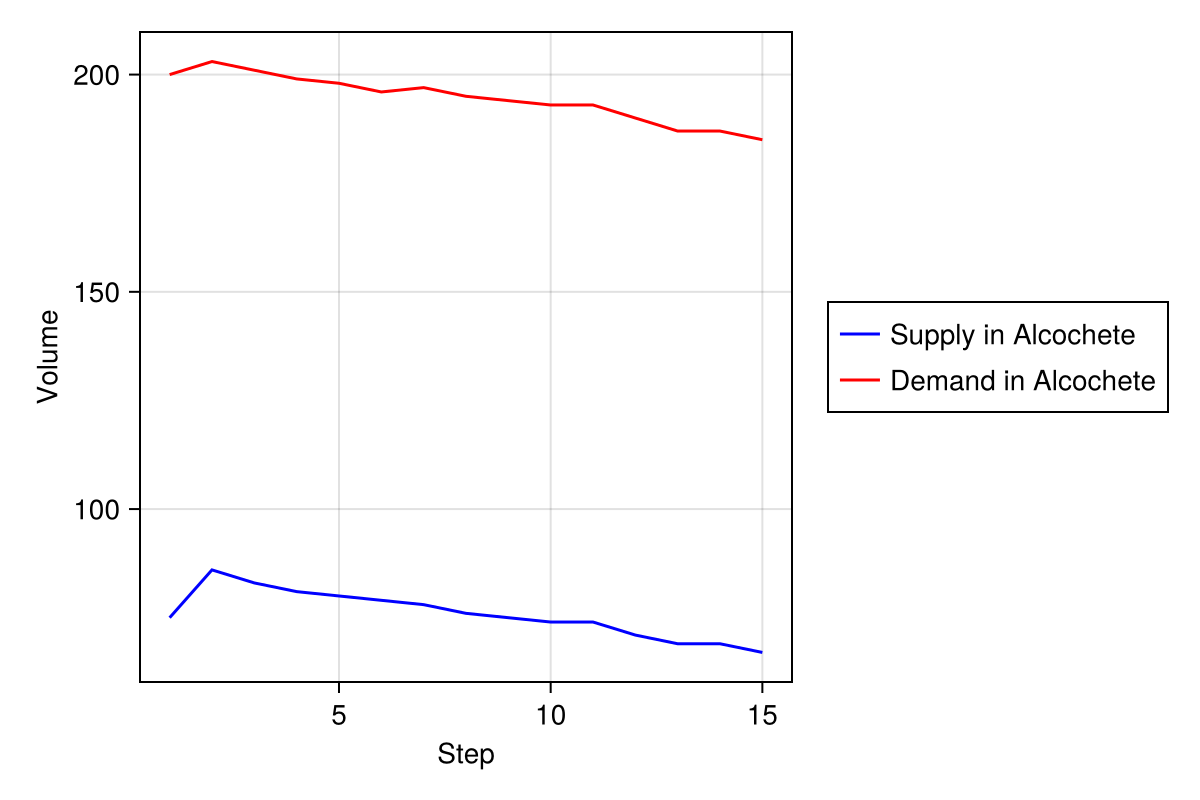 200
150
100
Volume
5 10 15
Step
Supply in Alcochete
Demand in Alcochete